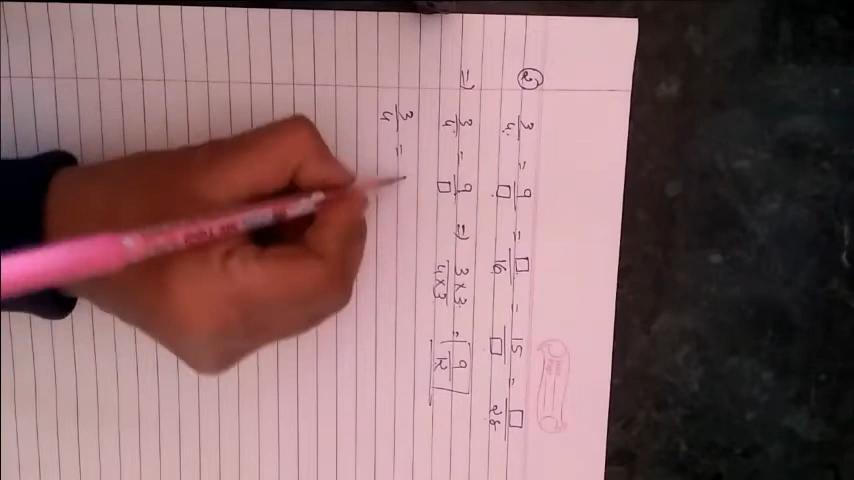 ② 3/4 = 9/□ = □/16 = 15/□ = □/28
=) 3/4 = 9/□ =) 3×3/4×3 = 9/12
3/4 =